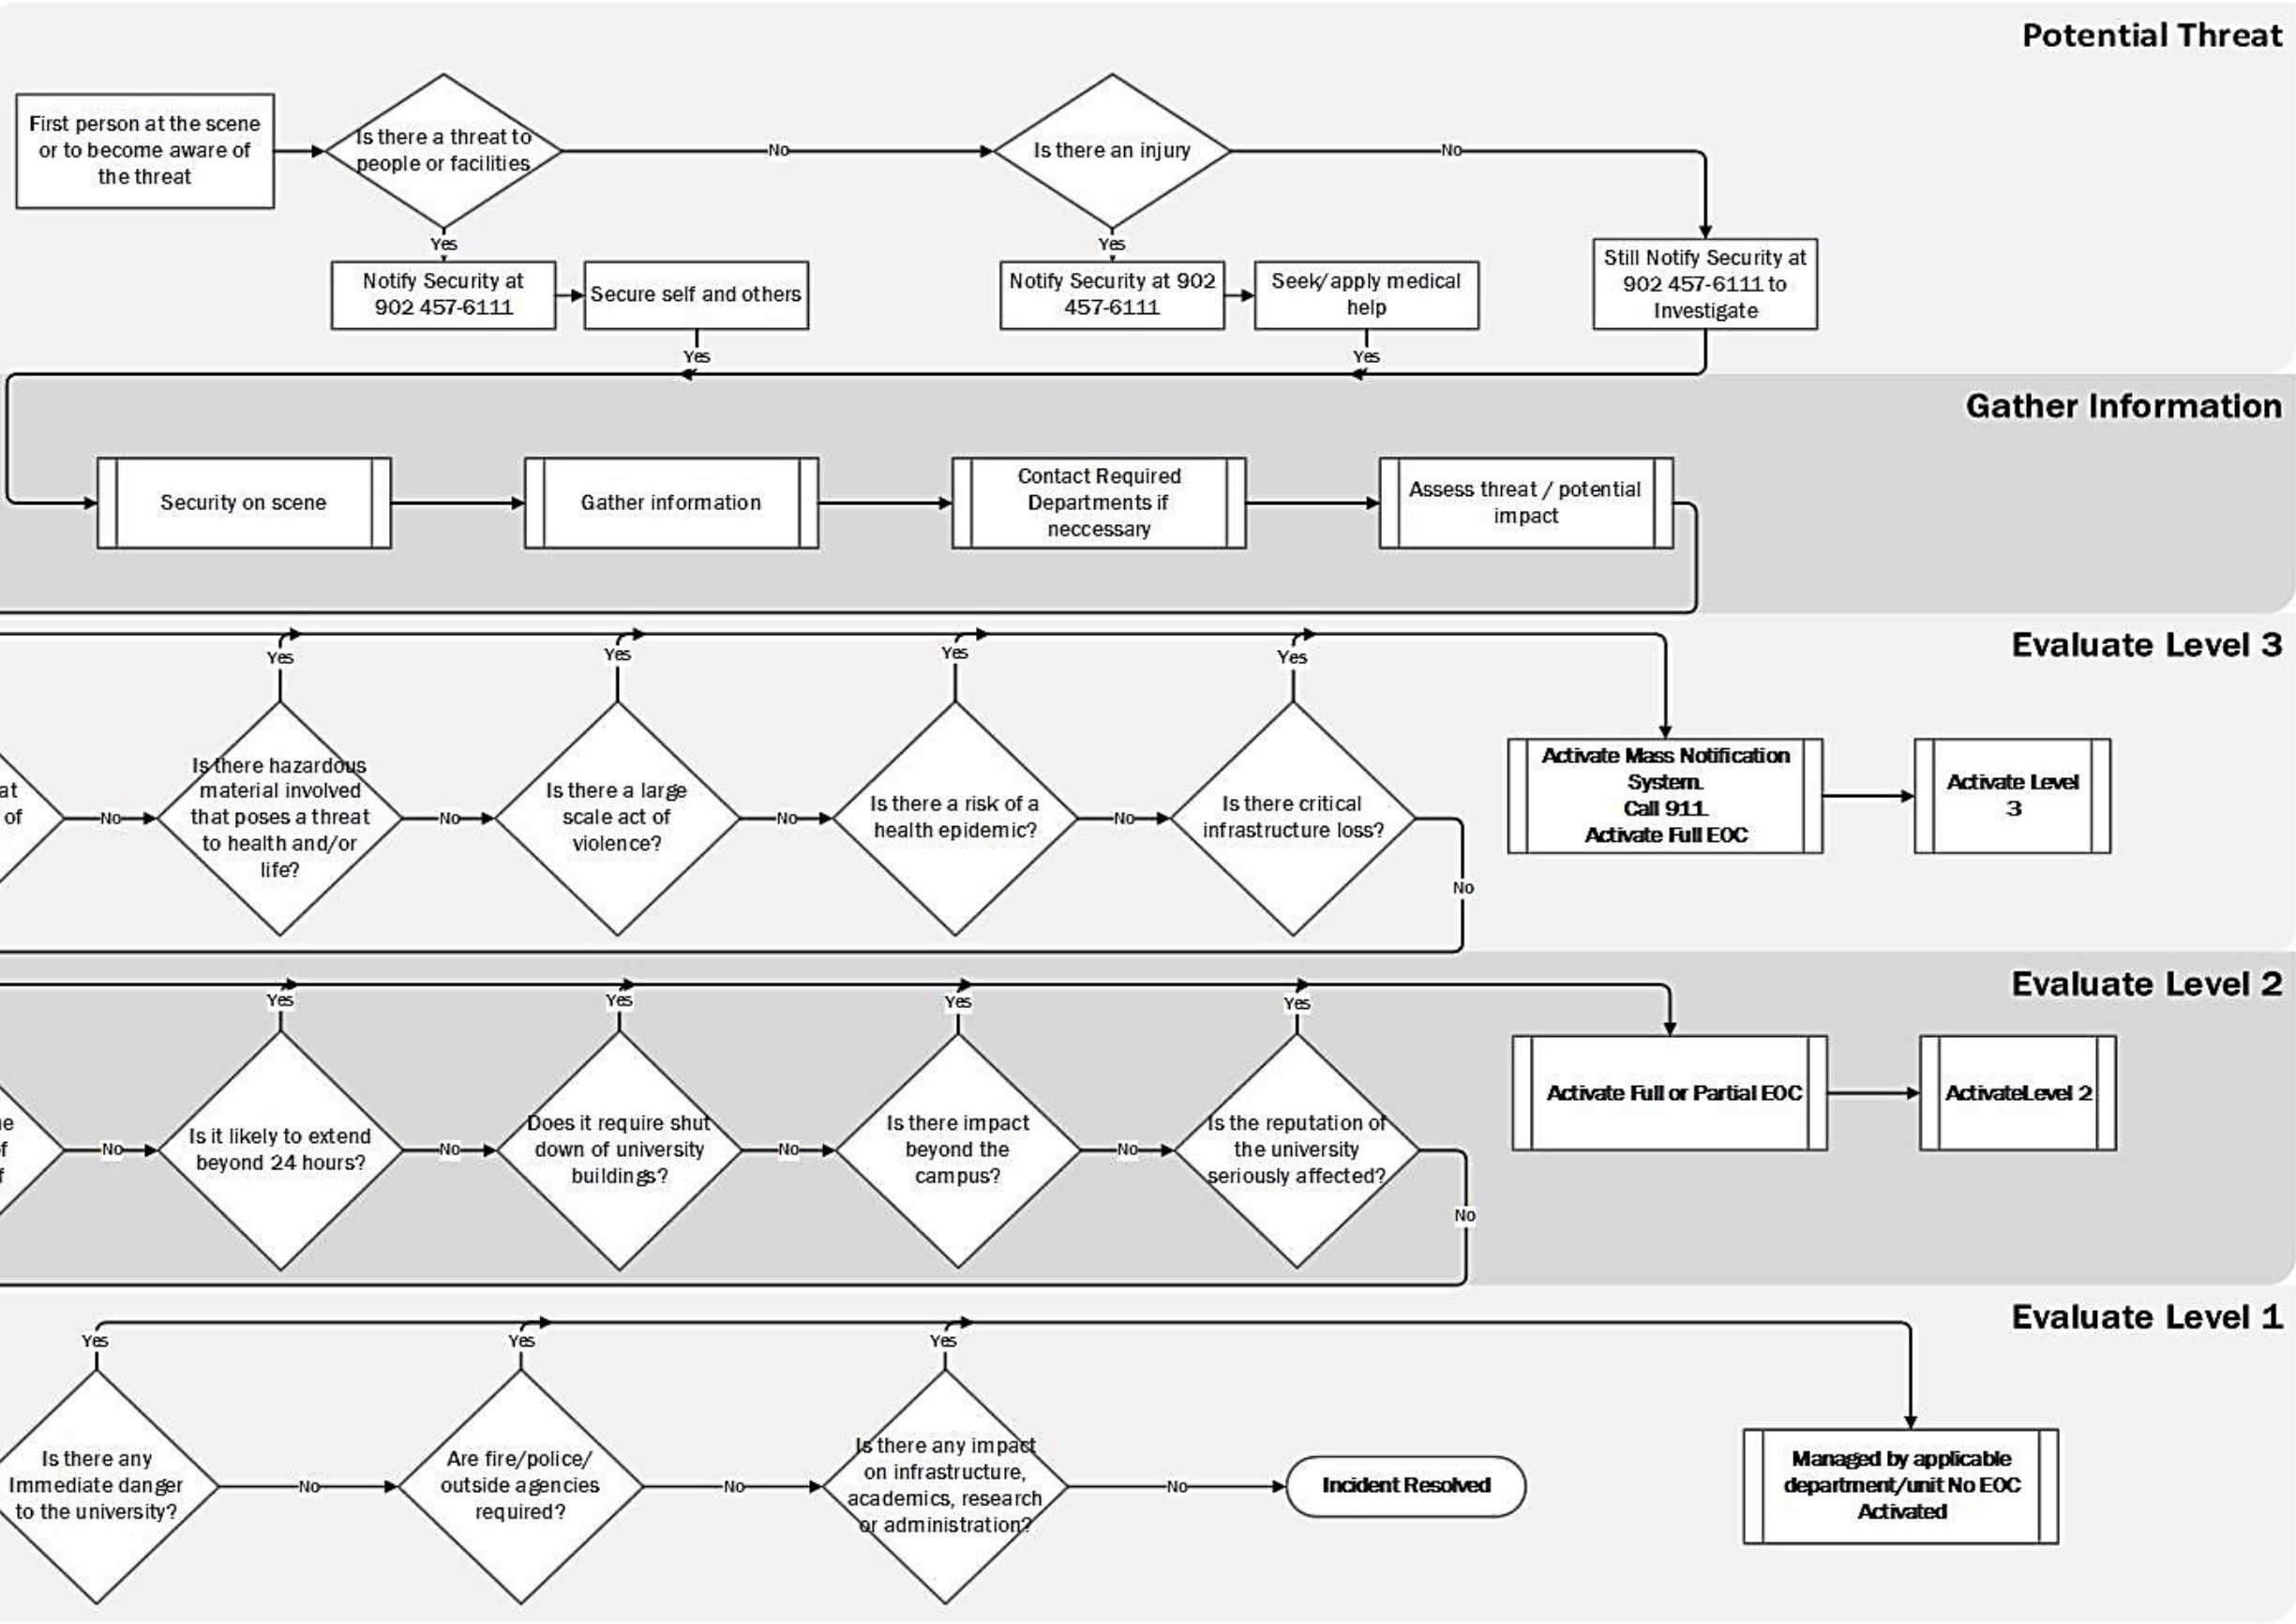 Potential Threat
First person at the scene
or to become aware of
the threat
Is there a threat to
people or facilities
No
Is there an injury
No
Yes
Yes
Notify Security at
902 457-6111
Secure self and others
Notify Security at 902
457-6111
Seek/apply medical
help
Still Notify Security at
902 457-6111 to
Investigate
Yes
Yes
Gather Information
Security on scene
Gather information
Contact Required
Departments if
neccessary
Assess threat / potential
impact
Evaluate Level 3
Yes
Yes
Yes
Yes
at
of
No
Is there hazardous
material involved
that poses a threat
to health and/or
life?
No
Is there a large
scale act of
violence?
No
Is there a risk of a
health epidemic?
No
Is there critical
infrastructure loss?
No
Activate Mass Notification
System.
Call 911.
Activate Full EOC
Activate Level
3
Evaluate Level 2
Yes
Yes
Yes
Yes
No
Is it likely to extend
beyond 24 hours?
No
Does it require shut
down of university
buildings?
No
Is there impact
beyond the
campus?
No
Is the reputation of
the university
seriously affected?
No
Activate Full or Partial EOC
ActivateLevel 2
Evaluate Level 1
Yes
Yes
Yes
Is there any
Immediate danger
to the university?
No
Are fire/police/
outside agencies
required?
No
Is there any impact
on infrastructure,
academics, research
or administration?
No
Incident Resolved
Managed by applicable
department/unit No EOC
Activated